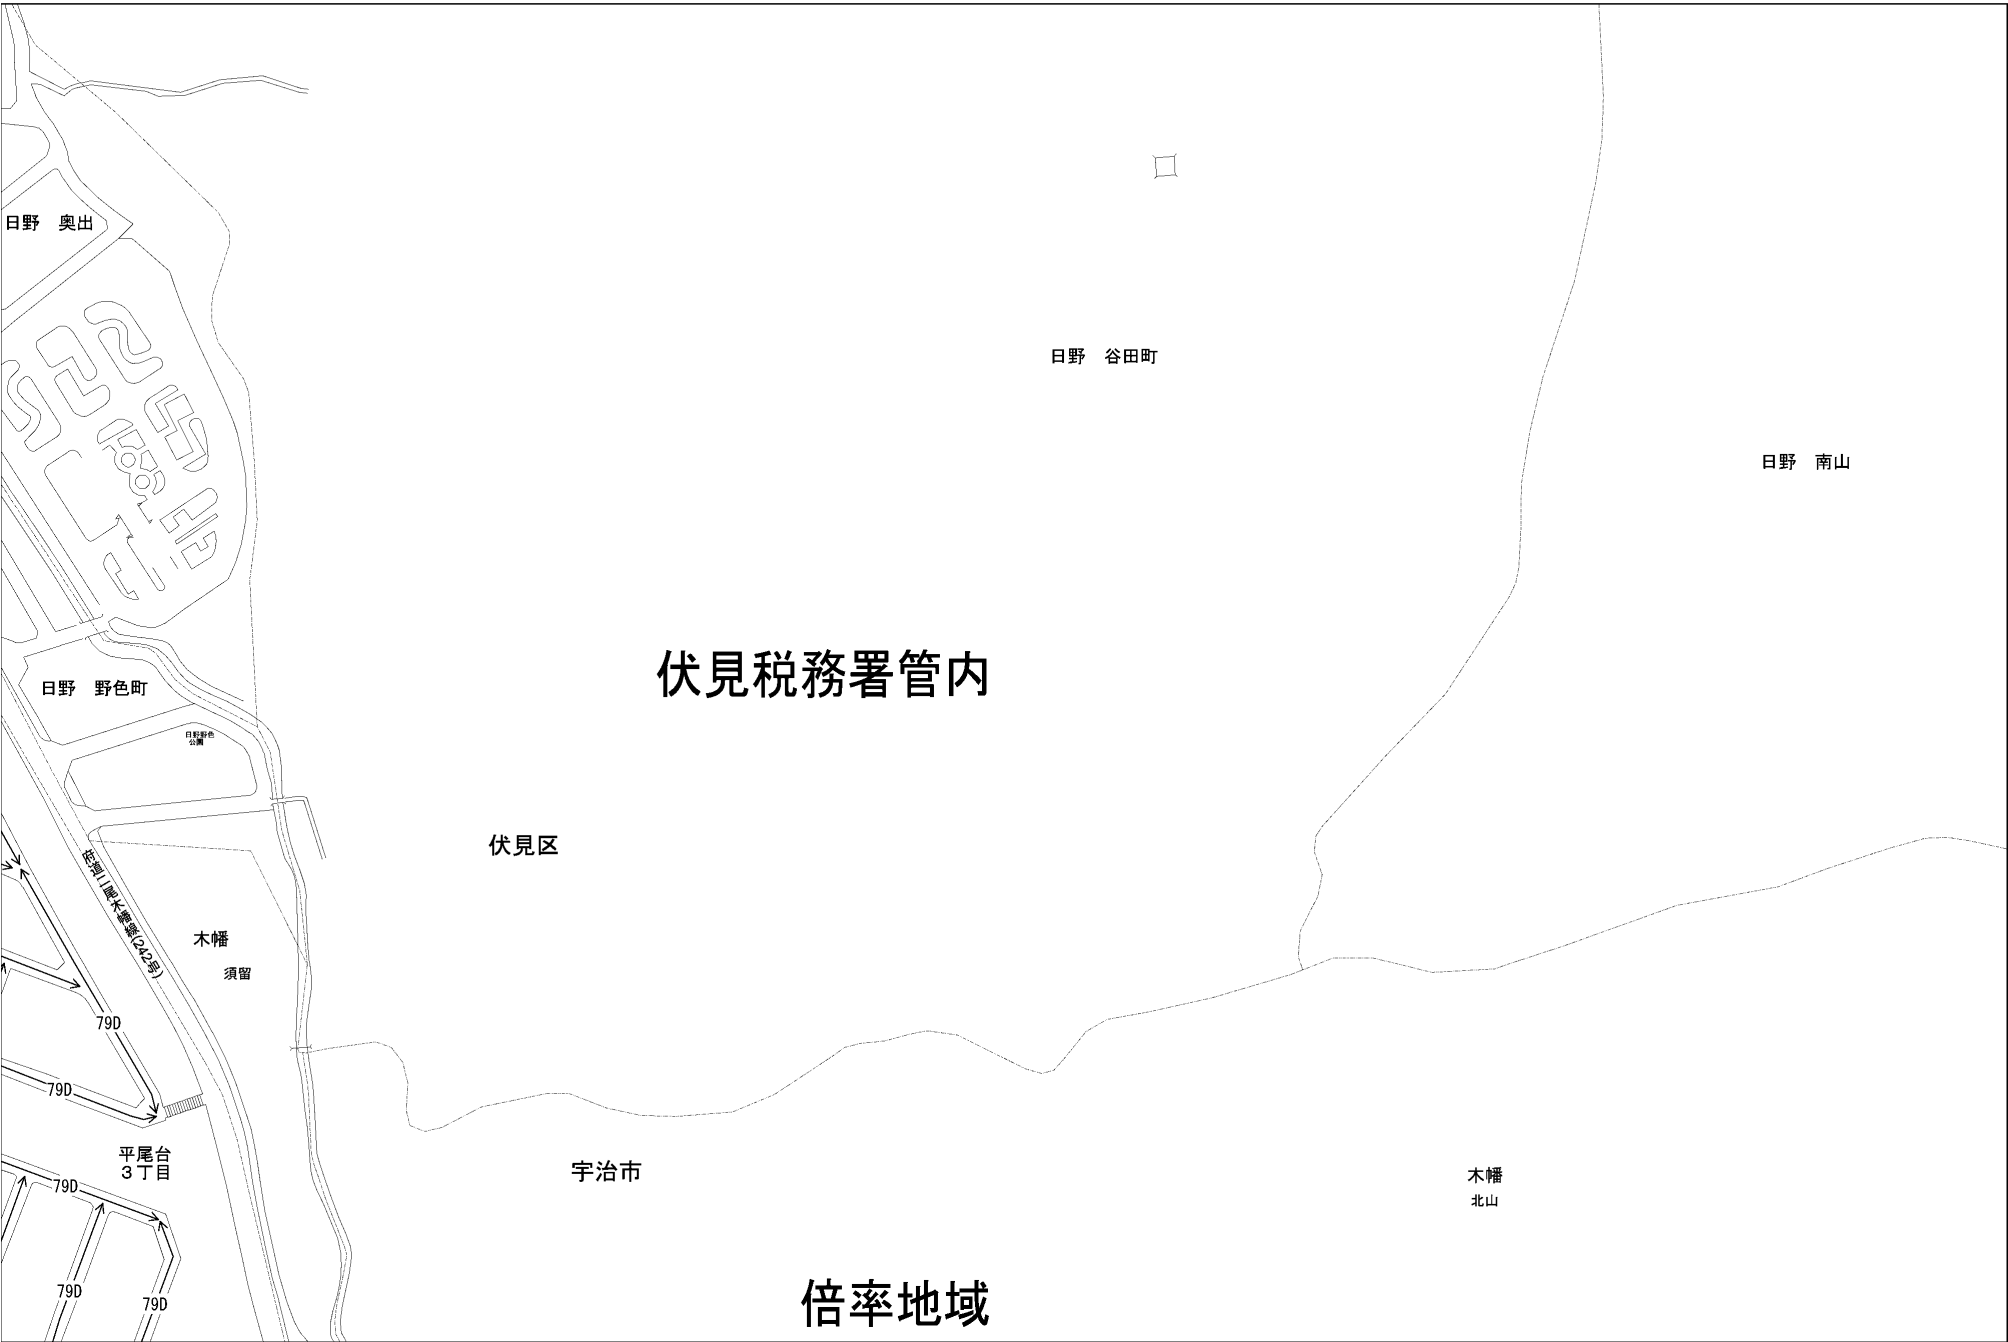 日野　奥出
日野　谷田町
日野　南山
伏見税務署管内
日野　野色町
日野野色
公園
伏見区
府道二尾木幡線(242号)
木幡
須留
79D
79D
平尾台
３丁目
79D
宇治市
木幡
北山
79D
79D
倍率地域